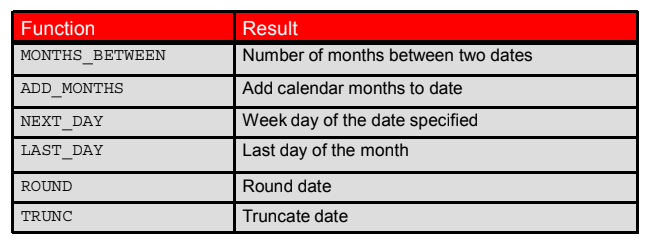 Function Result
MONTHS_BETWEEN Number of months between two dates
ADD_MONTHS Add calendar months to date
NEXT_DAY Week day of the date specified
LAST_DAY Last day of the month
ROUND Round date
TRUNC Truncate date